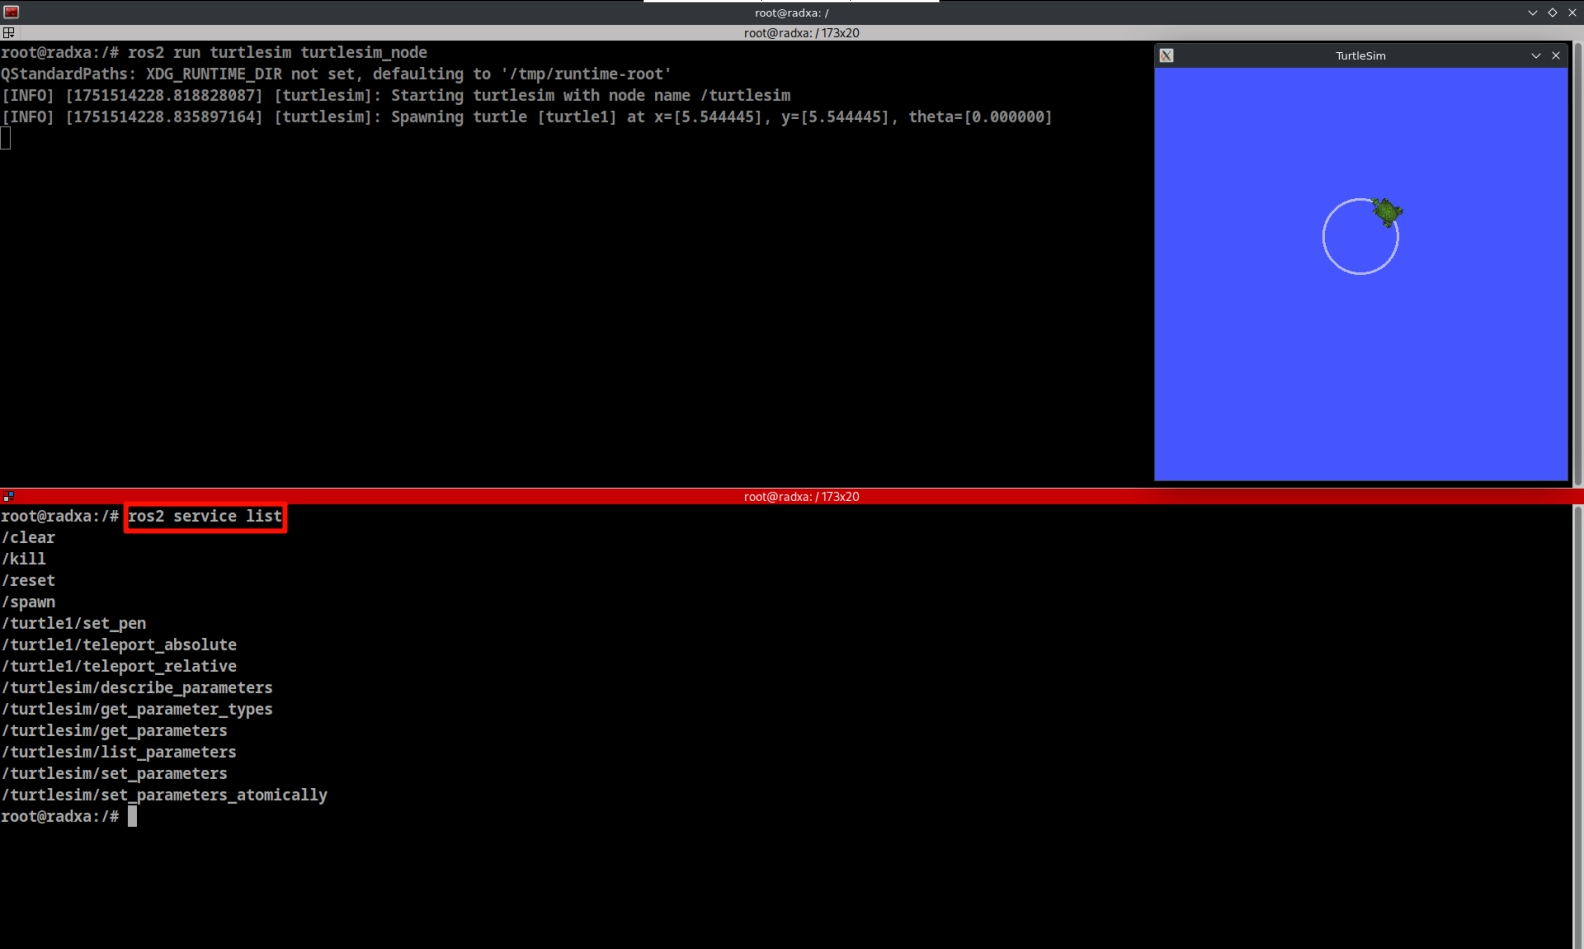 root@radxa: /
root@radxa: / 173x20
root@radxa:/# ros2 run turtlesim turtlesim_node
QStandardPaths: XDG_RUNTIME_DIR not set, defaulting to '/tmp/runtime-root'
[INFO] [1751514228.818828087] [turtlesim]: Starting turtlesim with node name /turtlesim
[INFO] [1751514228.835897164] [turtlesim]: Spawning turtle [turtle1] at x=[5.544445], y=[5.544445], theta=[0.000000]
TurtleSim
root@radxa: / 173x20
root@radxa:/# ros2 service list
/clear
/kill
/reset
/spawn
/turtle1/set_pen
/turtle1/teleport_absolute
/turtle1/teleport_relative
/turtlesim/describe_parameters
/turtlesim/get_parameter_types
/turtlesim/get_parameters
/turtlesim/list_parameters
/turtlesim/set_parameters
/turtlesim/set_parameters_atomically
root@radxa:/#